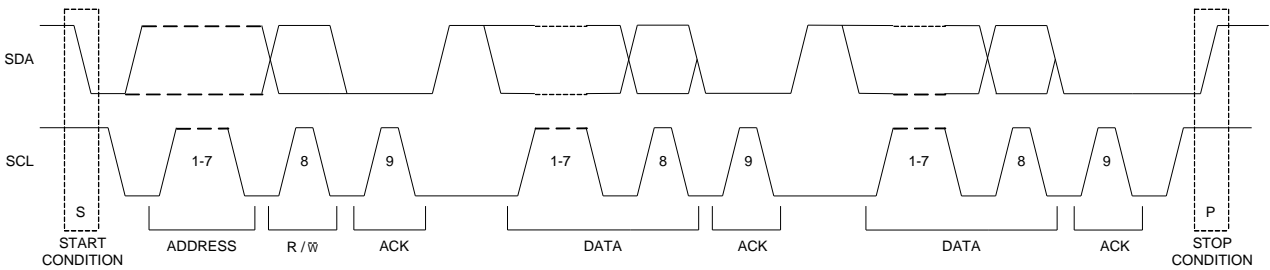 SDA
SCL
1-7
8
9
1-7
8
9
1-7
8
9
S
P
START
CONDITION
ADDRESS
R / W̅
ACK
DATA
ACK
DATA
ACK
STOP
CONDITION